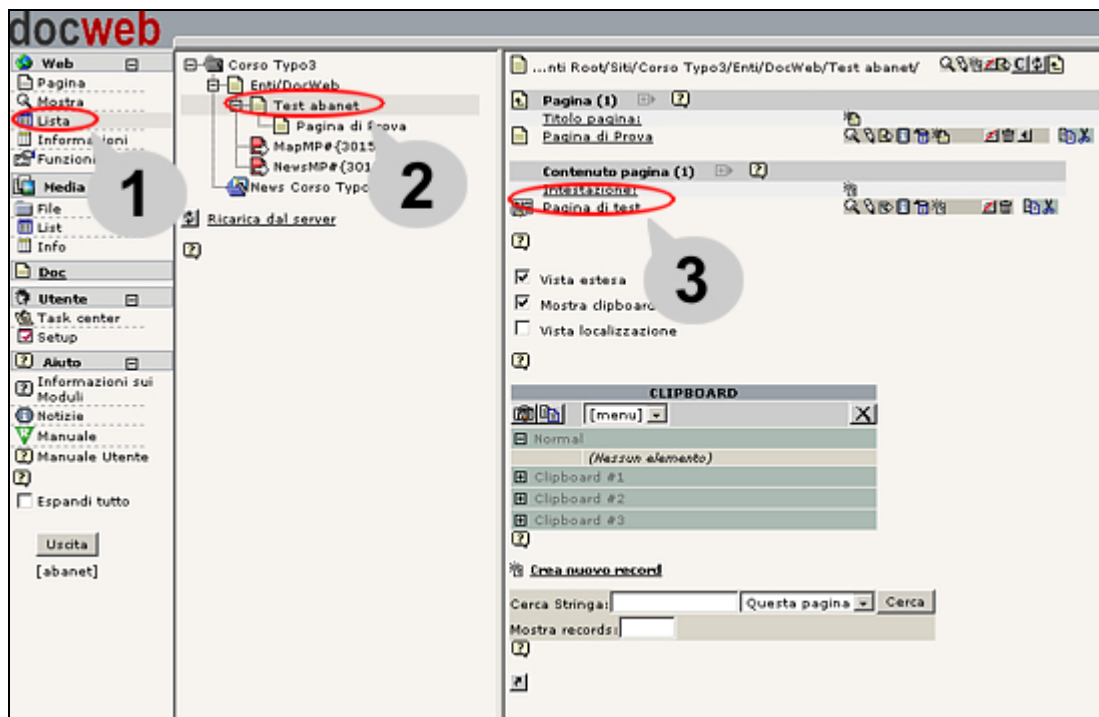 docweb
Web
Pagina
Mostra
Lista
Informazioni
Funzioni
Media
File
List
Info
Doc
Utente
Task center
Setup
Aiuto
Informazioni sui
Moduli
Notizie
Manuale
Manuale Utente
Espandi tutto
Uscita
[abanet]
1
Corso Typo3
Enti/DocWeb
Test abanet
Pagina di Prova
MapMP#{3015
NewsMP#{301
News Corso Typo
Ricarica dal server
2
...nti Root/Siti/Corso Typo3/Enti/DocWeb/Test abanet/
Pagina (1)
Titolo pagina:
Pagina di Prova
Contenuto pagina (1)
Intestazione:
Pagina di test
3
Vista estesa
Mostra clipboard
Vista localizzazione
CLIPBOARD
[menu]
Normal
(Nessun elemento)
Clipboard #1
Clipboard #2
Clipboard #3
Crea nuovo record
Cerca Stringa: Questa pagina Cerca
Mostra records: